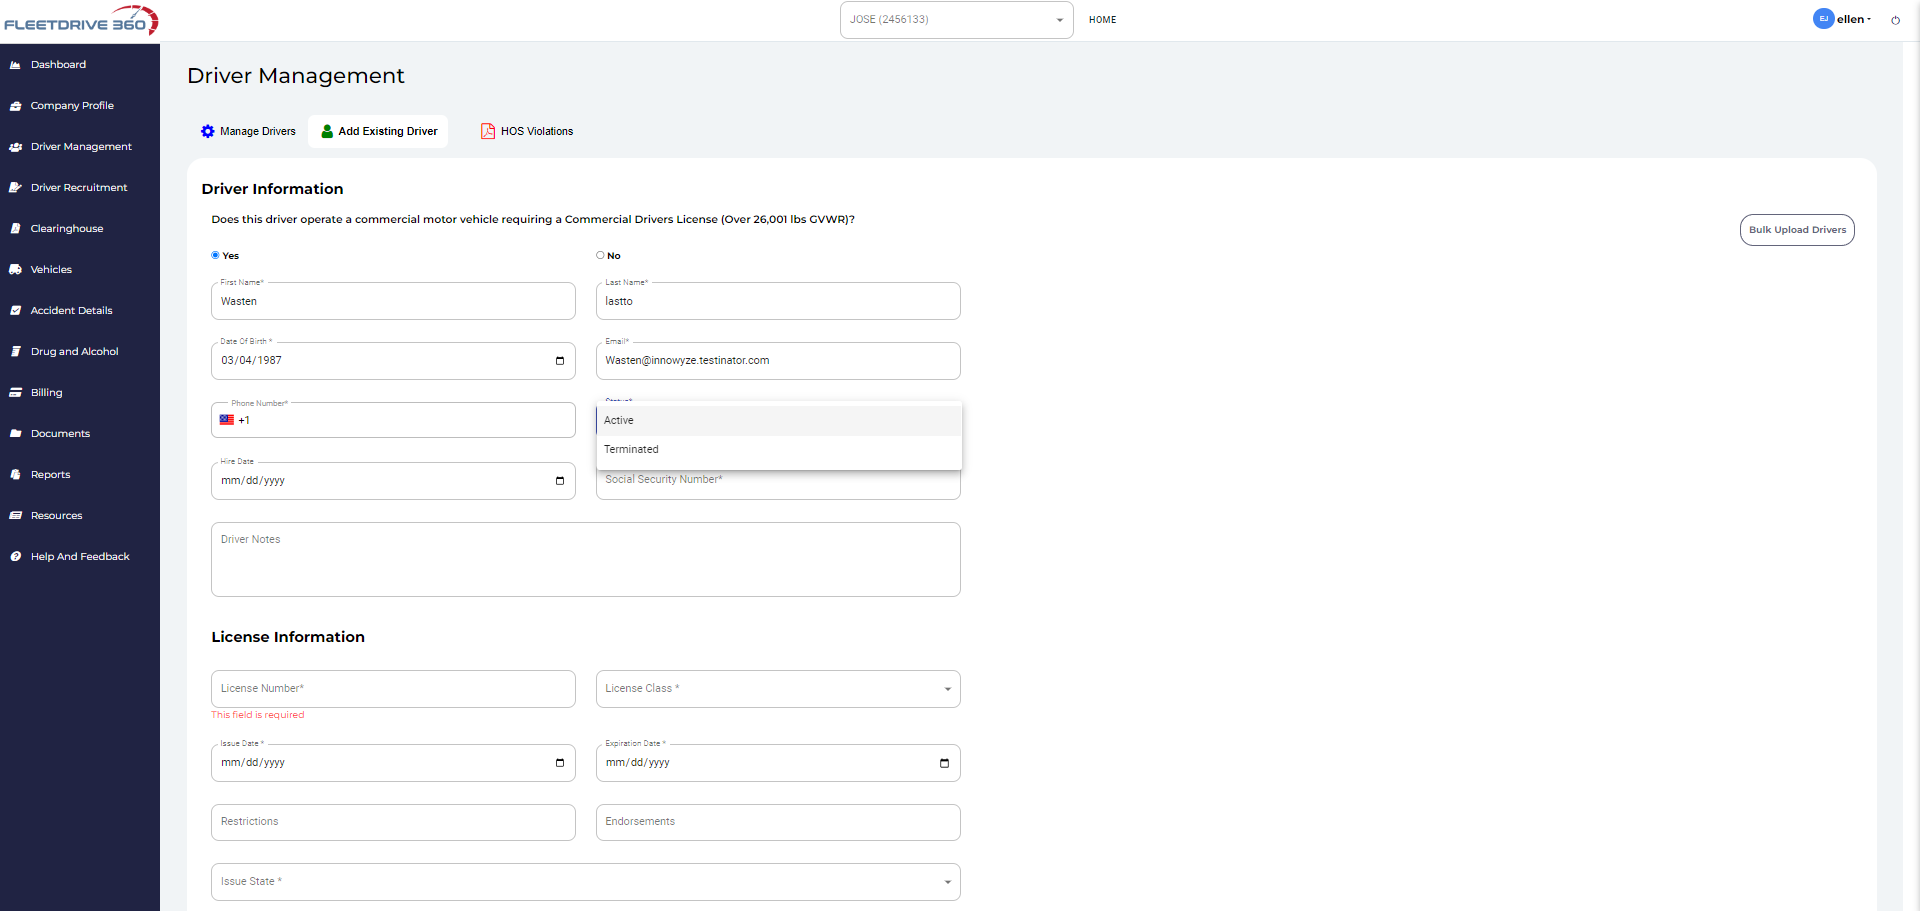 FLEETDRIVE 360
JOSE (2456133)
HOME
EJ
ellen
Dashboard
Company Profile
Driver Management
Driver Recruitment
Clearinghouse
Vehicles
Accident Details
Drug and Alcohol
Billing
Documents
Reports
Resources
Help And Feedback
Driver Management
Manage Drivers
Add Existing Driver
HOS Violations
Driver Information
Does this driver operate a commercial motor vehicle requiring a Commercial Drivers License (Over 26,001 lbs GVWR)?
Bulk Upload Drivers
Yes
No
First Name*
Wasten
Last Name*
lastto
Date Of Birth *
03/04/1987
Email*
Wasten@innowyze.testinator.com
Phone Number*
+1
Status*
Active
Terminated
Hire Date
mm/dd/yyyy
Social Security Number*
Driver Notes
License Information
License Number*
This field is required
License Class *
Issue Date *
mm/dd/yyyy
Expiration Date *
mm/dd/yyyy
Restrictions
Endorsements
Issue State *